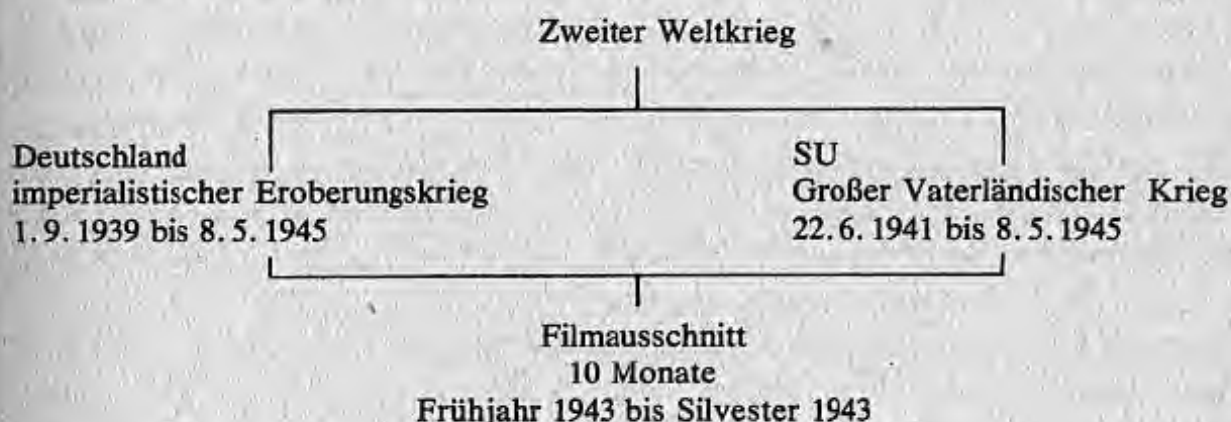 Zweiter Weltkrieg
Deutschland
imperialistischer Eroberungskrieg
1.9.1939 bis 8.5.1945
SU
Großer Vaterländischer Krieg
22.6.1941 bis 8.5.1945
Filmausschnitt
10 Monate
Frühjahr 1943 bis Silvester 1943